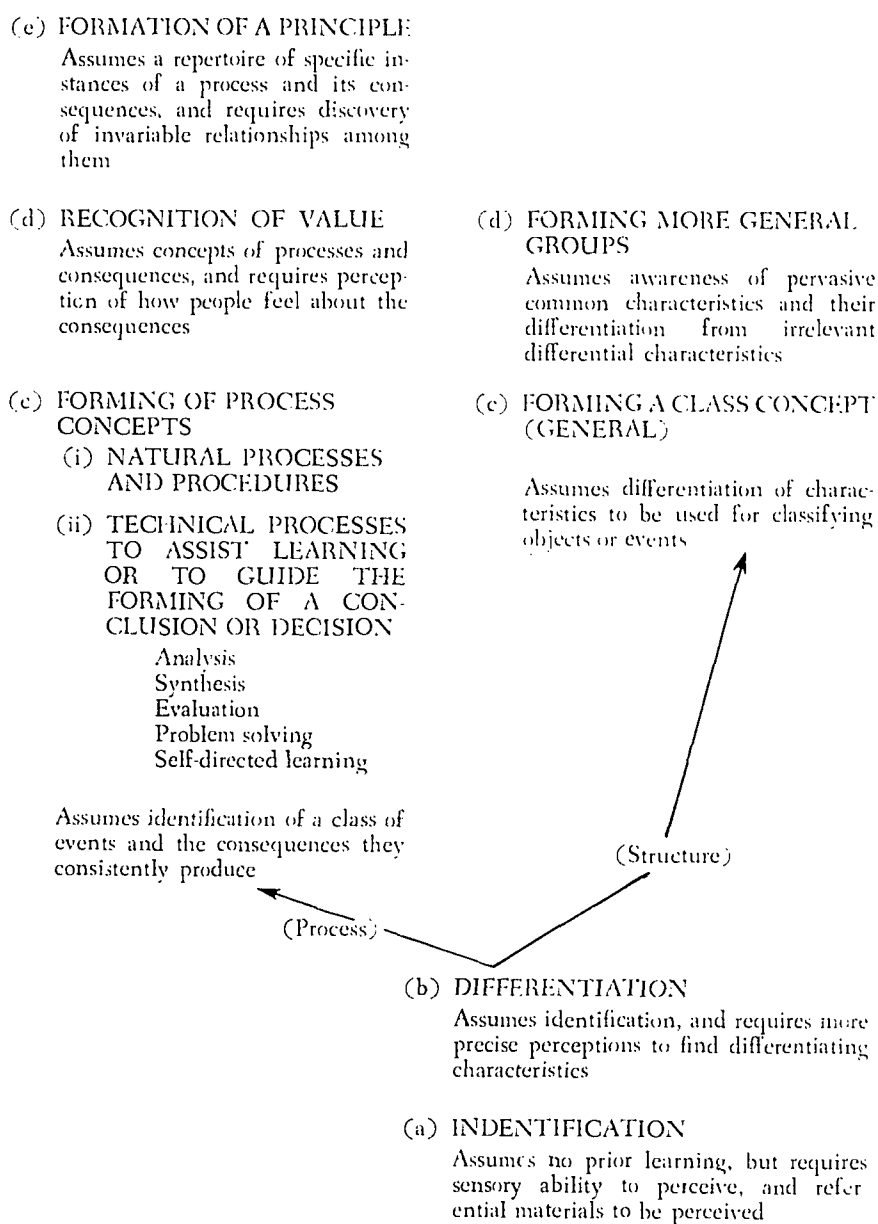 (e) FORMATION OF A PRINCIPLE
Assumes a repertoire of specific in-
stances of a process and its con-
sequences, and requires discovery
of invariable relationships among
them
(d) RECOGNITION OF VALUE
Assumes concepts of processes and
consequences, and requires percep-
tion of how people feel about the
consequences
(d) FORMING MORE GENERAL
GROUPS
Assumes awareness of pervasive
common characteristics and their
differentiation from irrelevant
differential characteristics
(c) FORMING OF PROCESS
CONCEPTS
(i) NATURAL PROCESSES
AND PROCEDURES
(ii) TECHNICAL PROCESSES
TO ASSIST LEARNING
OR TO GUIDE THE
FORMING OF A CON-
CLUSION OR DECISION
Analysis
Synthesis
Evaluation
Problem solving
Self-directed learning
Assumes identification of a class of
events and the consequences they
consistently produce
(c) FORMING A CLASS CONCEPT
(GENERAL)
Assumes differentiation of charac-
teristics to be used for classifying
objects or events
(Structure)
(Process)
(b) DIFFERENTIATION
Assumes identification, and requires more
precise perceptions to find differentiating
characteristics
(a) INDENTIFICATION
Assumes no prior learning, but requires
sensory ability to perceive, and refer
ential materials to be perceived